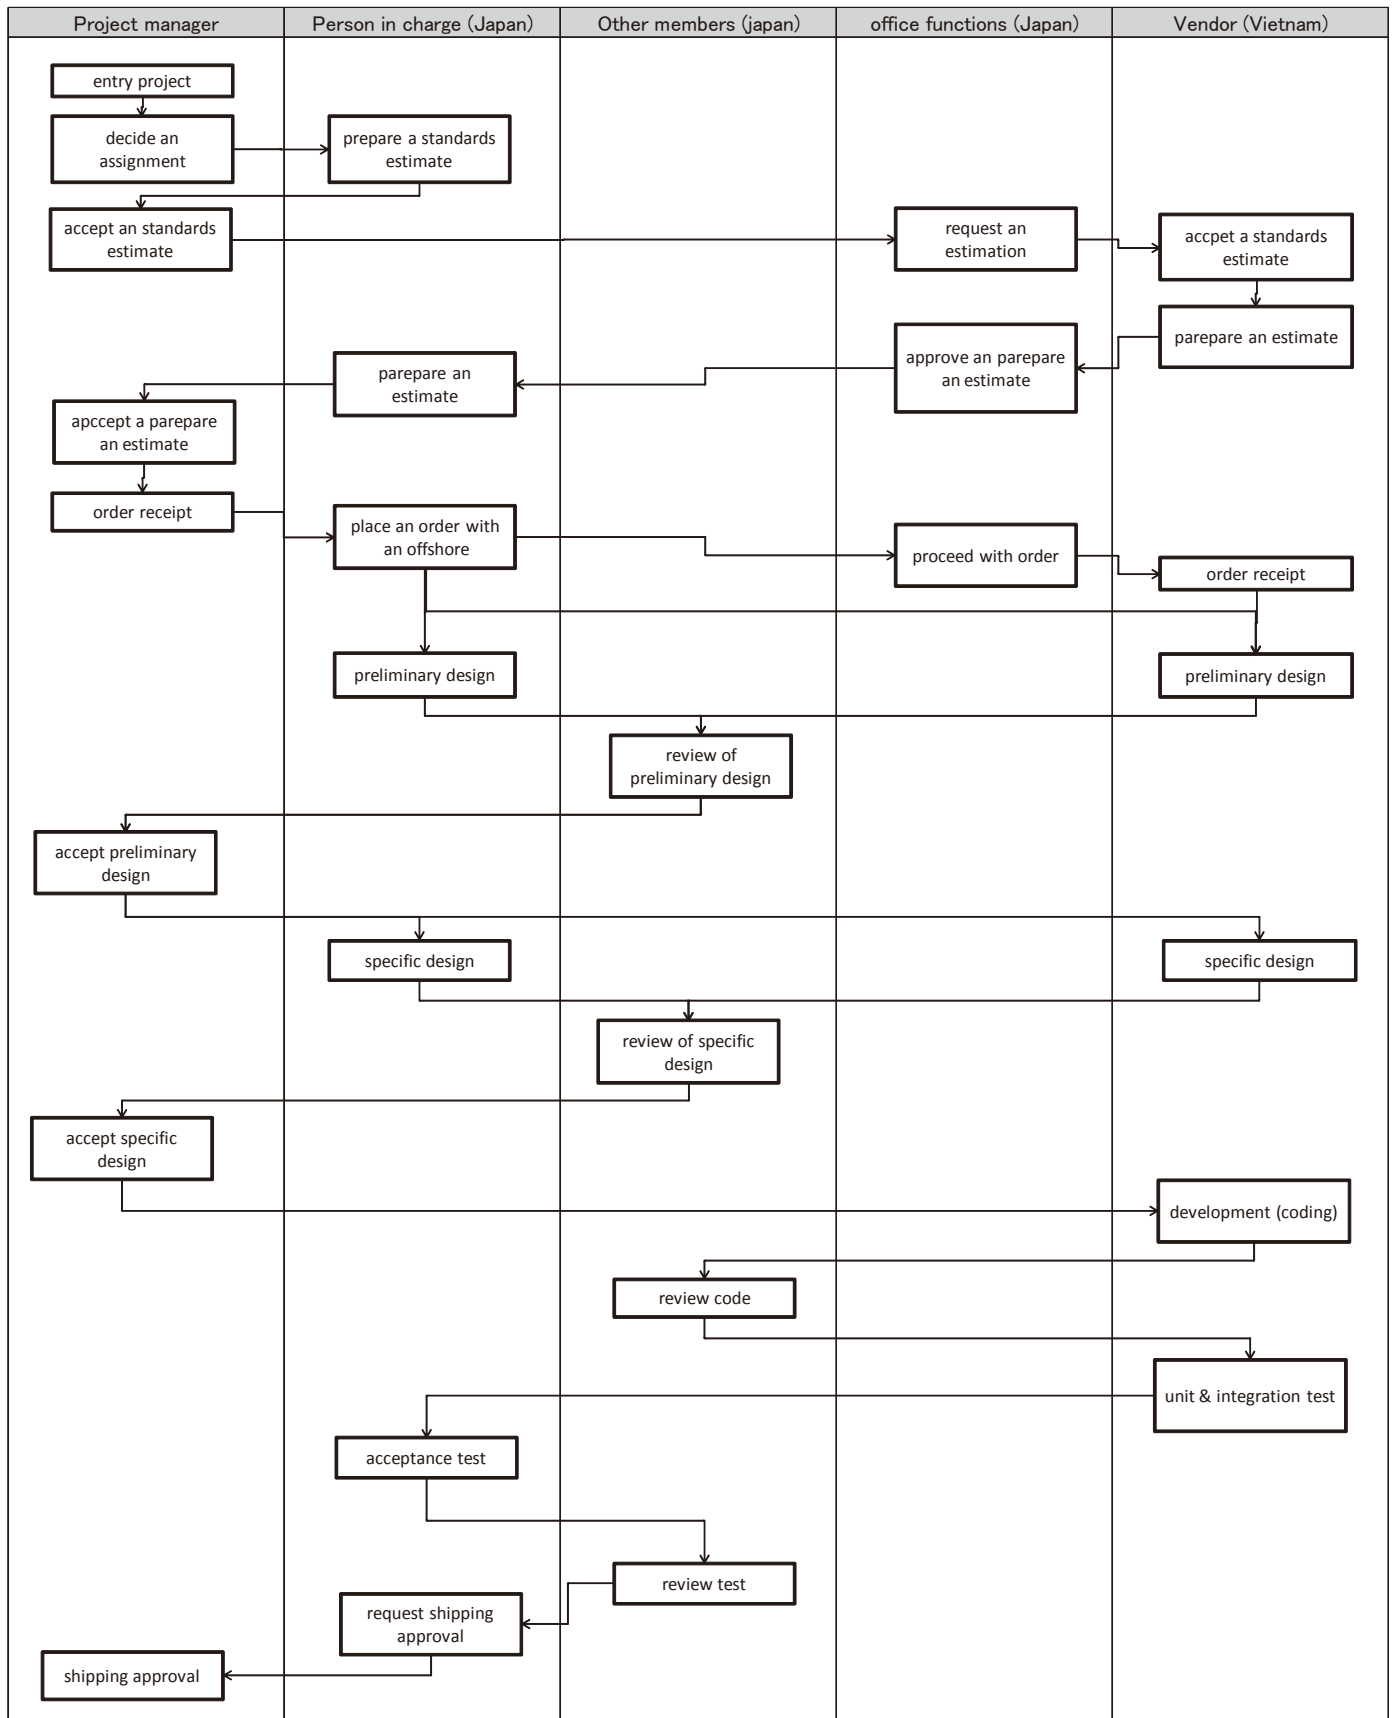 Project manager
Person in charge (Japan)
Other members (japan)
office functions (Japan)
Vendor (Vietnam)
entry project
decide an
assignment
prepare a standards
estimate
accept an standards
estimate
request an
estimation
accpet a standards
estimate
parepare an estimate
approve an parepare
an estimate
parepare an
estimate
apccept a parepare
an estimate
order receipt
place an order with
an offshore
proceed with order
order receipt
preliminary design
preliminary design
review of
preliminary design
accept preliminary
design
specific design
specific design
review of specific
design
accept specific
design
development (coding)
review code
unit & integration test
acceptance test
review test
request shipping
approval
shipping approval